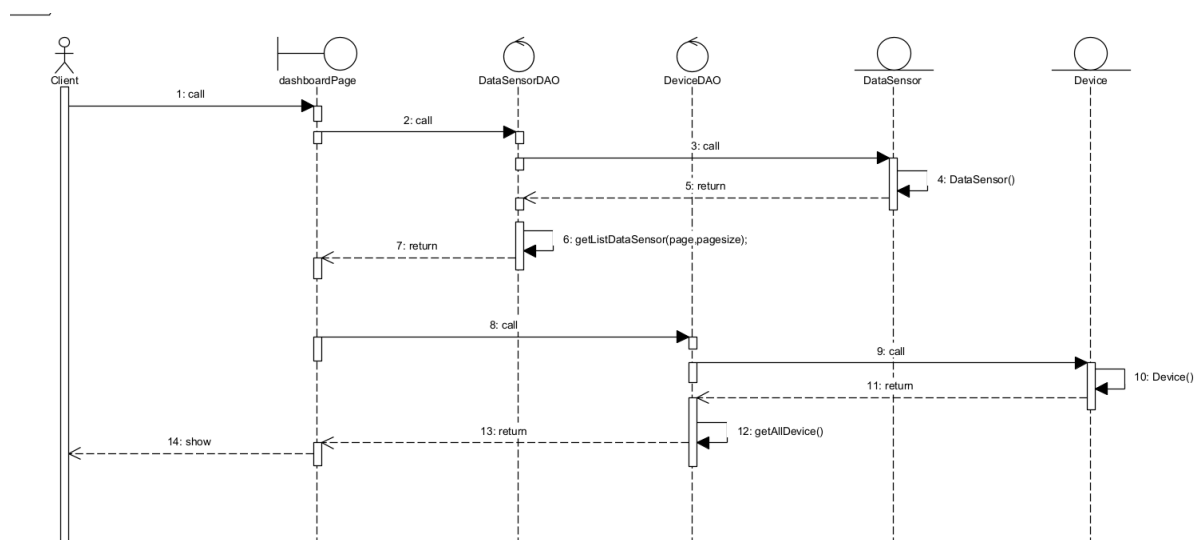 Client
dashboardPage
DataSensorDAO
DeviceDAO
DataSensor
Device
1: call
2: call
3: call
4: DataSensor()
5: return
6: getListDataSensor(page,pagesize);
7: return
8: call
9: call
10: Device()
11: return
12: getAllDevice()
13: return
14: show